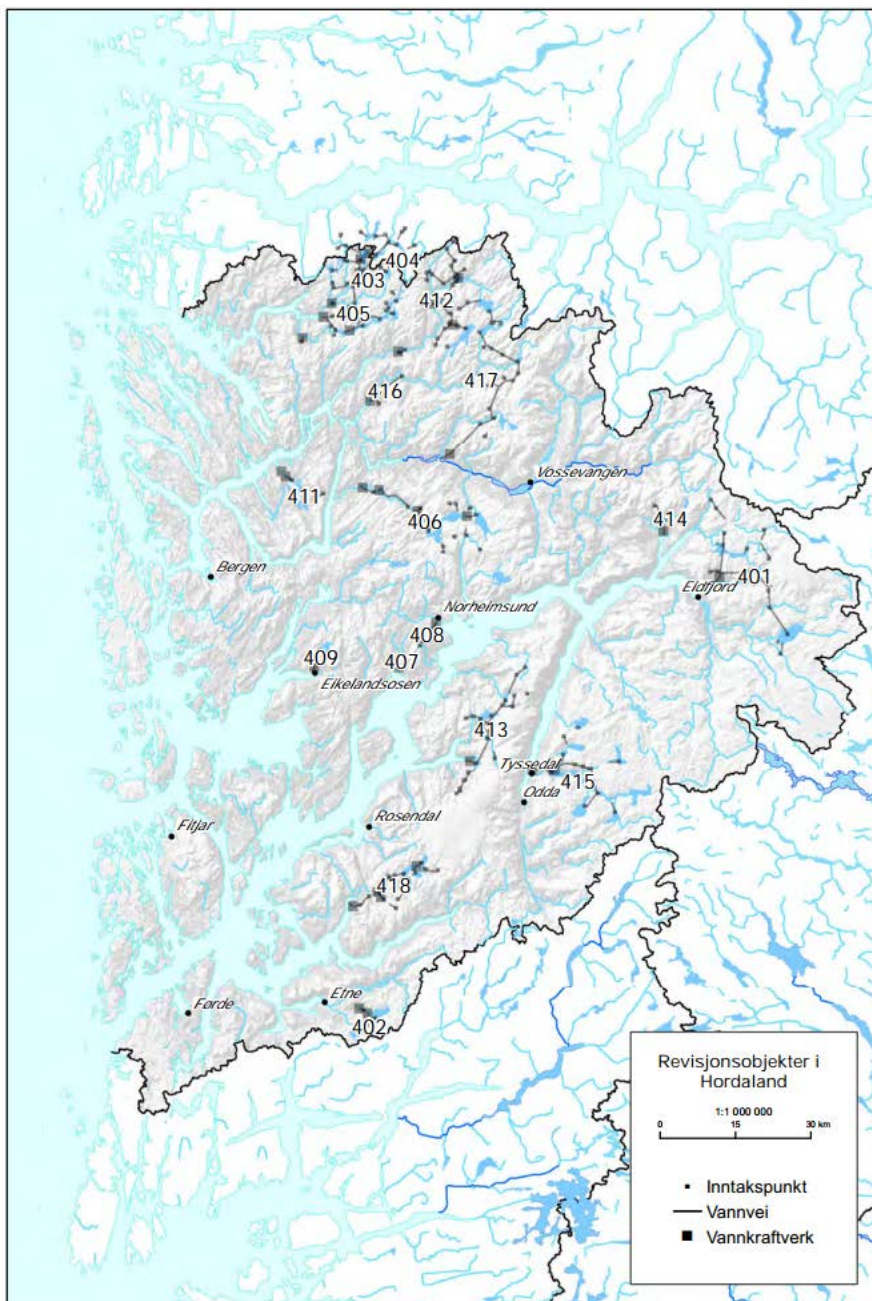 404
403
412
405
417
416
Vossevangen
411
406
414
Bergen
401
Eidfjord
Norheimsund
408
409
407
Eikelandsosen
413
Tyssedal
415
Odda
Rosendal
Fitjar
418
Etne
Førde
402
Revisjonsobjekter i
Hordaland
1:1 000 000
0 15 30 km
Inntakspunkt
Vannvei
Vannkraftverk